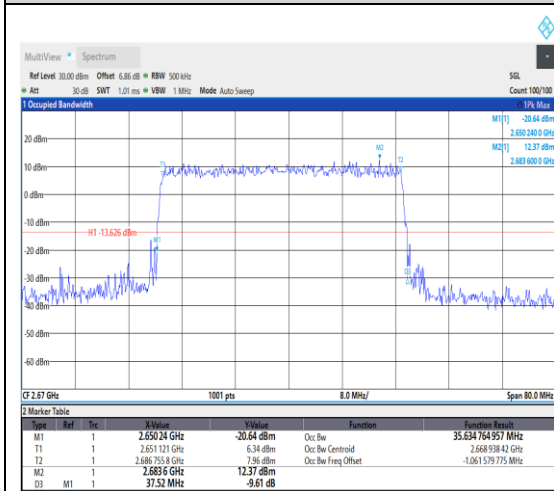 MultiView Spectrum
Ref Level 30.00 dBm Offset 6.86 dB RBW 500 kHz SGL
Att 30 dB SWT 1.01 ms VBW 1 MHz Mode Auto Sweep Count 100/100
1 Occupied Bandwidth 1Pk Max
M1[1] -20.64 dBm
2.650 240 0 GHz
M2[1] 12.37 dBm
2.683 600 0 GHz
20 dBm
M2
T1 T2
10 dBm
0 dBm
-10 dBm
H1 -13.626 dBm
M1
-20 dBm
D3
-30 dBm
-40 dBm
-50 dBm
-60 dBm
CF 2.67 GHz 1001 pts 8.0 MHz/ Span 80.0 MHz
2 Marker Table
Type Ref Trc X-Value Y-Value Function Function Result
M1 1 2.65024 GHz -20.64 dBm Occ Bw 35.634 764 957 MHz
T1 1 2.651 121 GHz 6.34 dBm Occ Bw Centroid 2.668 938 42 GHz
T2 1 2.686 755 8 GHz 7.96 dBm Occ Bw Freq Offset -1.061 579 775 MHz
M2 1 2.683 6 GHz 12.37 dBm
D3 M1 1 37.52 MHz -9.61 dB